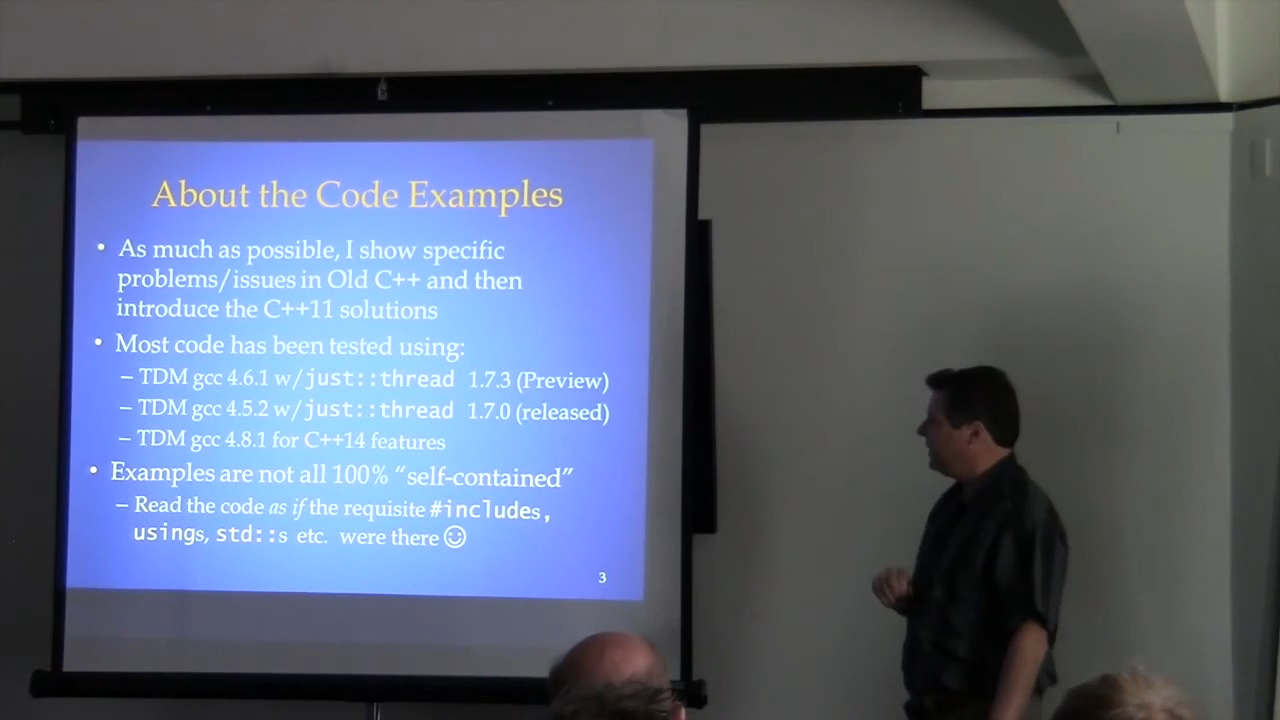 About the Code Examples
• As much as possible, I show specific
problems/issues in Old C++ and then
introduce the C++11 solutions
• Most code has been tested using:
– TDM gcc 4.6.1 w/just::thread 1.7.3 (Preview)
– TDM gcc 4.5.2 w/just::thread 1.7.0 (released)
– TDM gcc 4.8.1 for C++14 features
• Examples are not all 100% “self-contained”
– Read the code as if the requisite #includes,
usings, std::s etc. were there ☺
3